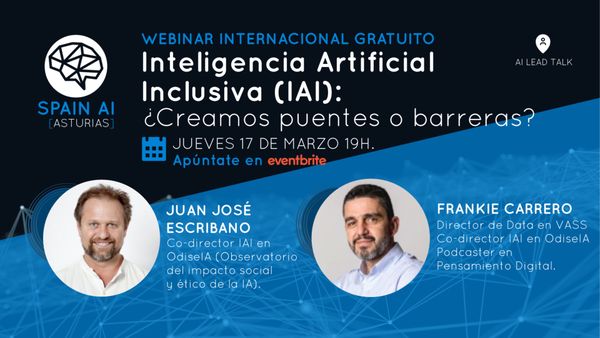 WEBINAR INTERNACIONAL GRATUITO
Inteligencia Artificial
Inclusiva (IAI):
¿Creamos puentes o barreras?
AI LEAD TALK
SPAIN AI
[ASTURIAS]
JUEVES 17 DE MARZO 19H.
Apúntate en eventbrite
JUAN JOSÉ
ESCRIBANO
Co-director IAI en
OdiseIA (Observatorio
del impacto social
y ético de la IA).
FRANKIE CARRERO
Director de Data en VASS
Co-director IAI en OdiseIA
Podcaster en
Pensamiento Digital.